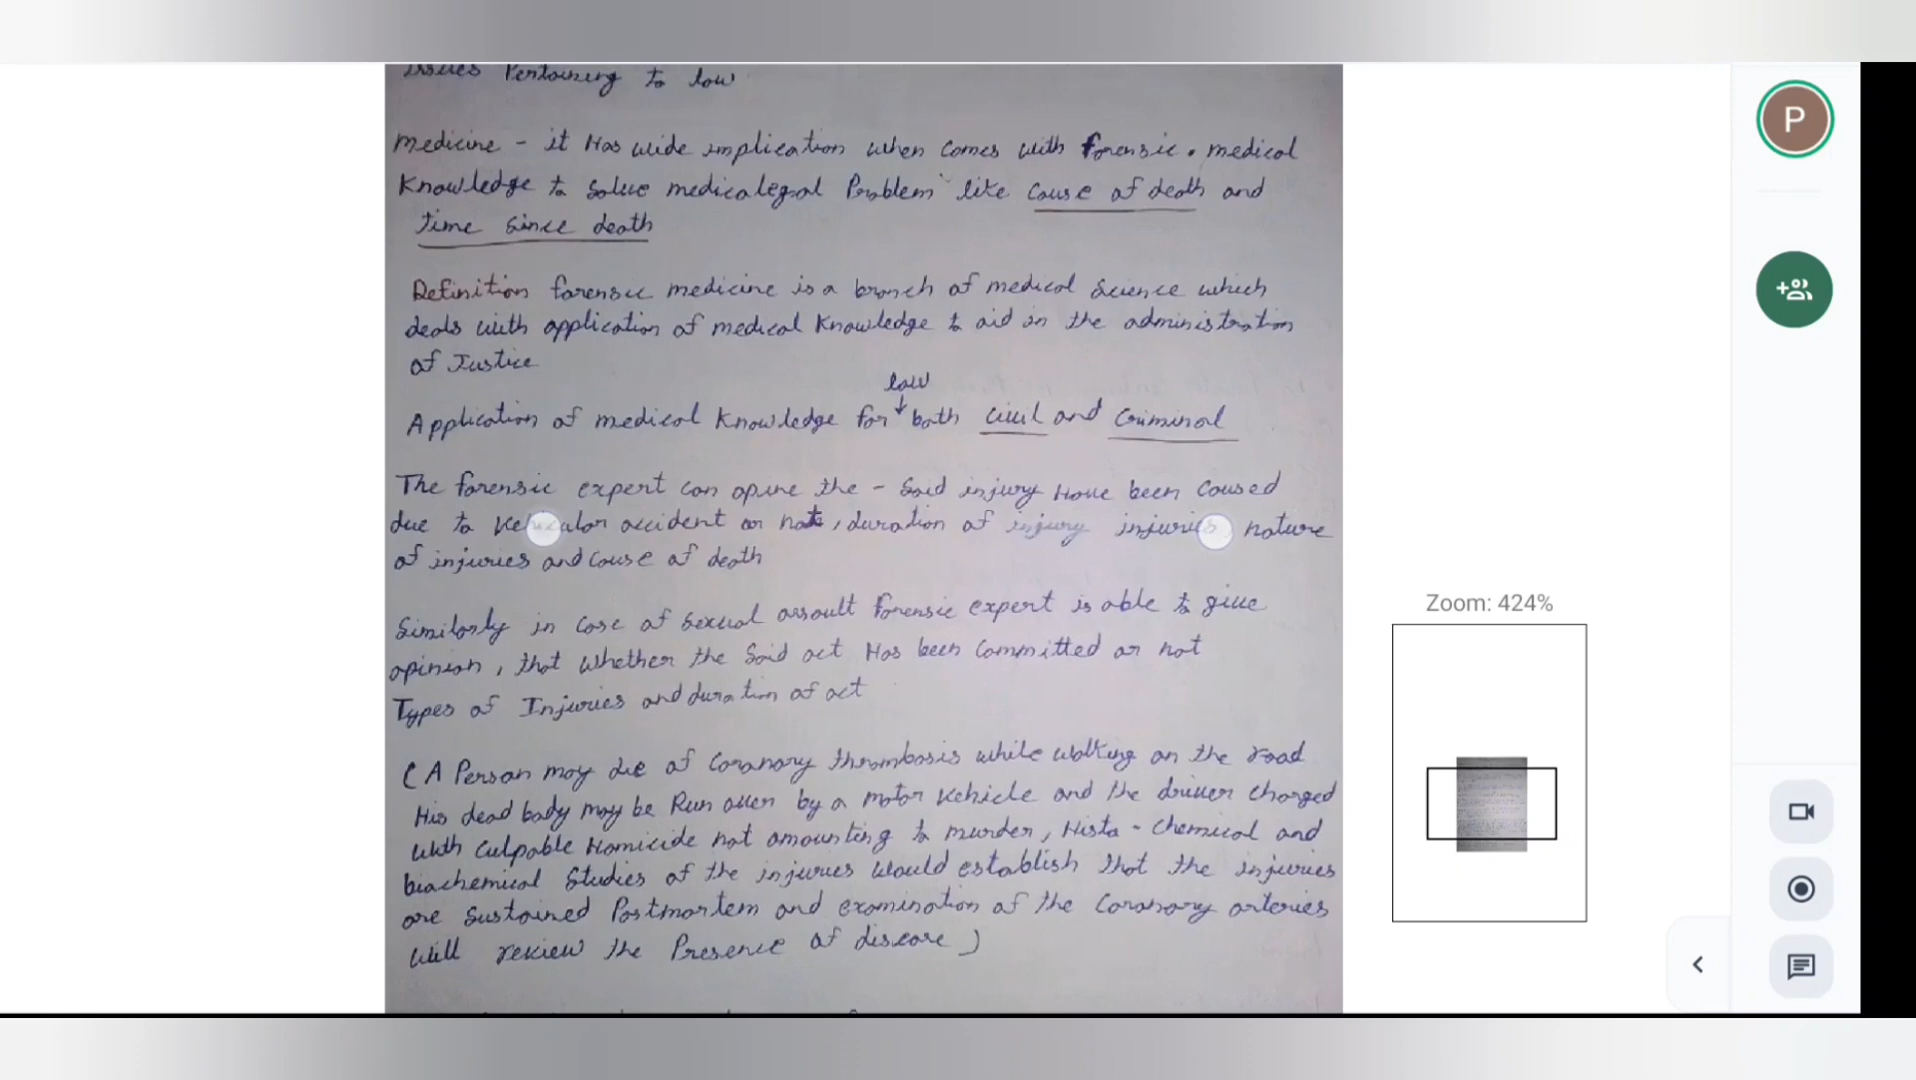 issues Pertaining to law
medicine - it Has wide implication when comes with forensic. medical
Knowledge to solve medicalegal Problem like cause of death and
time since death
Definition forensic medicine is a branch of medical science which
deals with application of medical Knowledge to aid in the administration
of Justice
law
Application of medical Knowledge for both civil and criminal
The forensic expert can opine the - said injury Have been caused
due to vehicular accident or not, duration of injury injuries, nature
of injuries and cause of death
Similarly in case of sexual assault forensic expert is able to give
opinion, that whether the said act Has been committed or not
Types of Injuries and duration of act
(A Person may die of coronary thrombosis while walking on the road
His dead body may be Run over by a motor vehicle and the driver charged
with culpable Homicide not amounting to murder, Histo - chemical and
biochemical studies of the injuries would establish that the injuries
are sustained Postmortem and examination of the coronary arteries
will review the Presence of disease)
P
Zoom: 424%